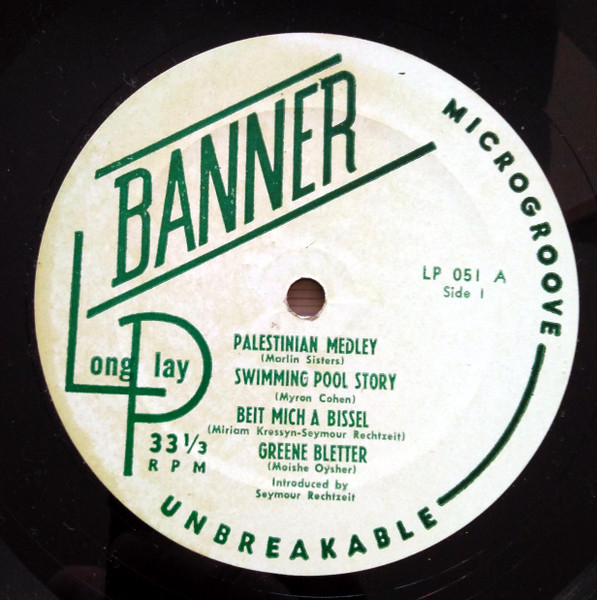 BANNER
MICROGROOVE
LP 051 A
Side 1
Long Play
33 1/3
RPM
PALESTINIAN MEDLEY
(Marlin Sisters)
SWIMMING POOL STORY
(Myron Cohen)
BEIT MICH A BISSEL
(Miriam Kressyn-Seymour Rechtzeit)
GREENE BLETTER
(Moishe Oysher)
Introduced by
Seymour Rechtzeit
UNBREAKABLE